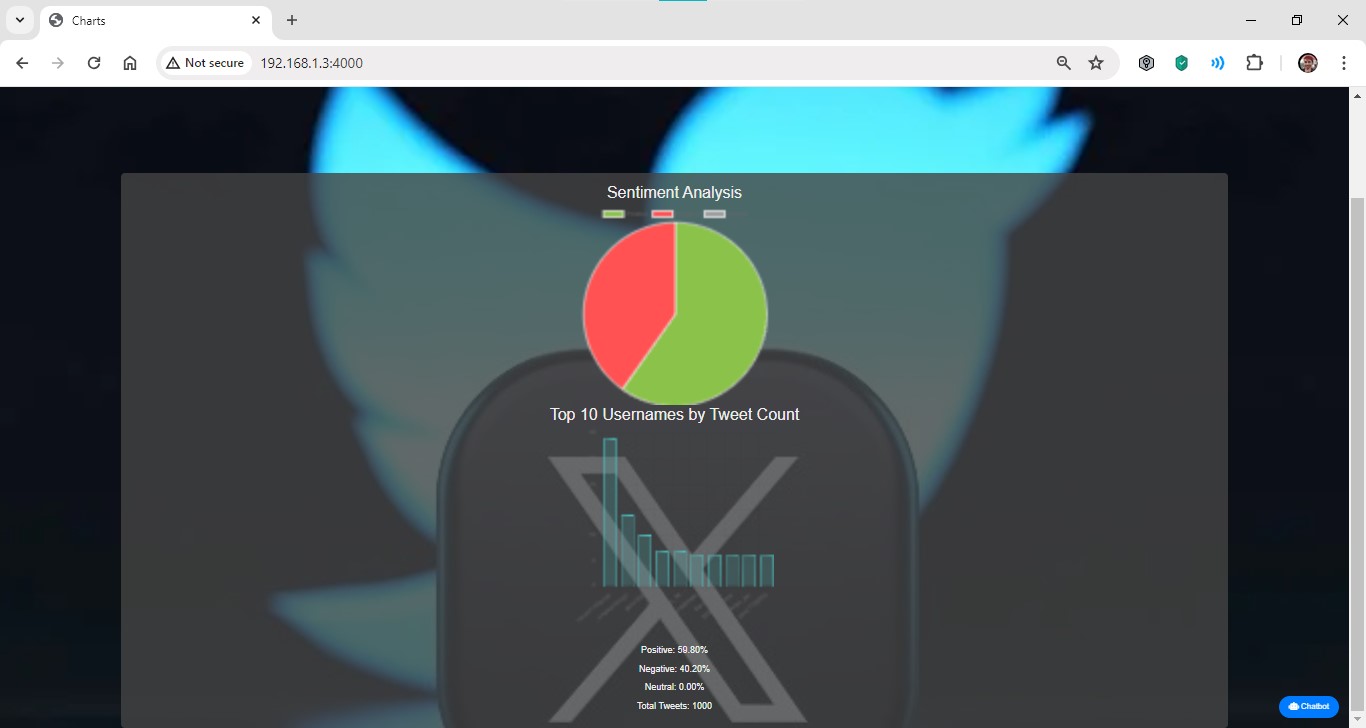 Charts
Not secure
192.168.1.3:4000
Sentiment Analysis
Top 10 Usernames by Tweet Count
X
Positive: 59.80%
Negative: 40.20%
Neutral: 0.00%
Total Tweets: 1000
Chatbot